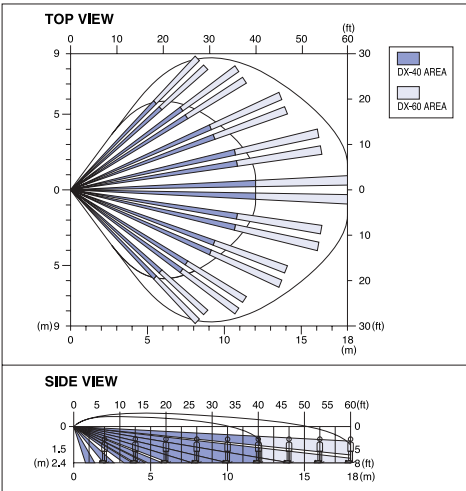 TOP VIEW
0 10 20 30 40 50 60 (ft)
9 30
DX-40 AREA
DX-60 AREA
20
5
10
0 0
10
5
20
(m) 9 30 (ft)
0 5 10 15 18
(m)
SIDE VIEW
0 5 10 15 20 25 30 35 40 45 50 55 60 (ft)
0 0
1.5 5
(m) 2.4 8 (ft)
0 5 10 15 18 (m)